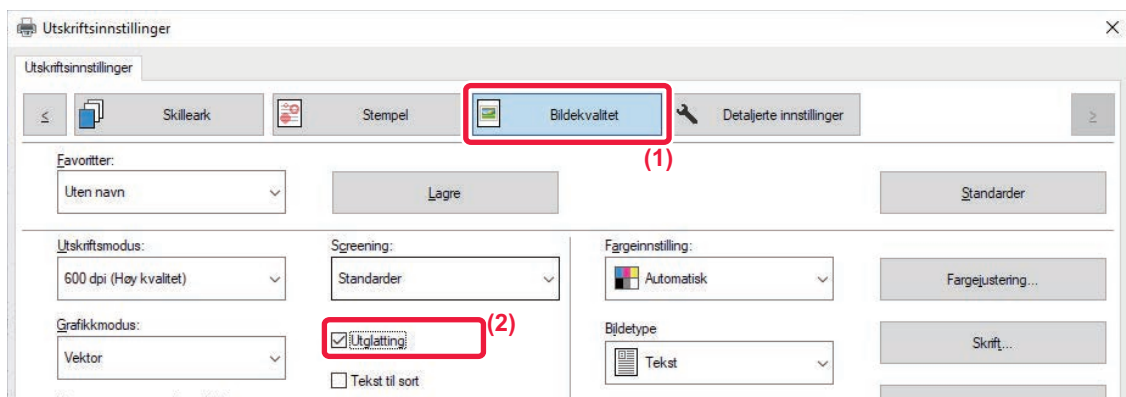 Utskriftsinnstillinger
Utskriftsinnstillinger
< Skilleark Stempel Bildekvalitet Detaljerte innstillinger >
(1)
Favoritter:
Uten navn Lagre Standarder
Utskriftsmodus: Screening: Fargeinnstilling:
600 dpi (Høy kvalitet) Standarder Automatisk Fargejustering...
Grafikkmodus: Utglatting (2) Bildetype
Vektor Tekst Skrift...
Tekst til sort